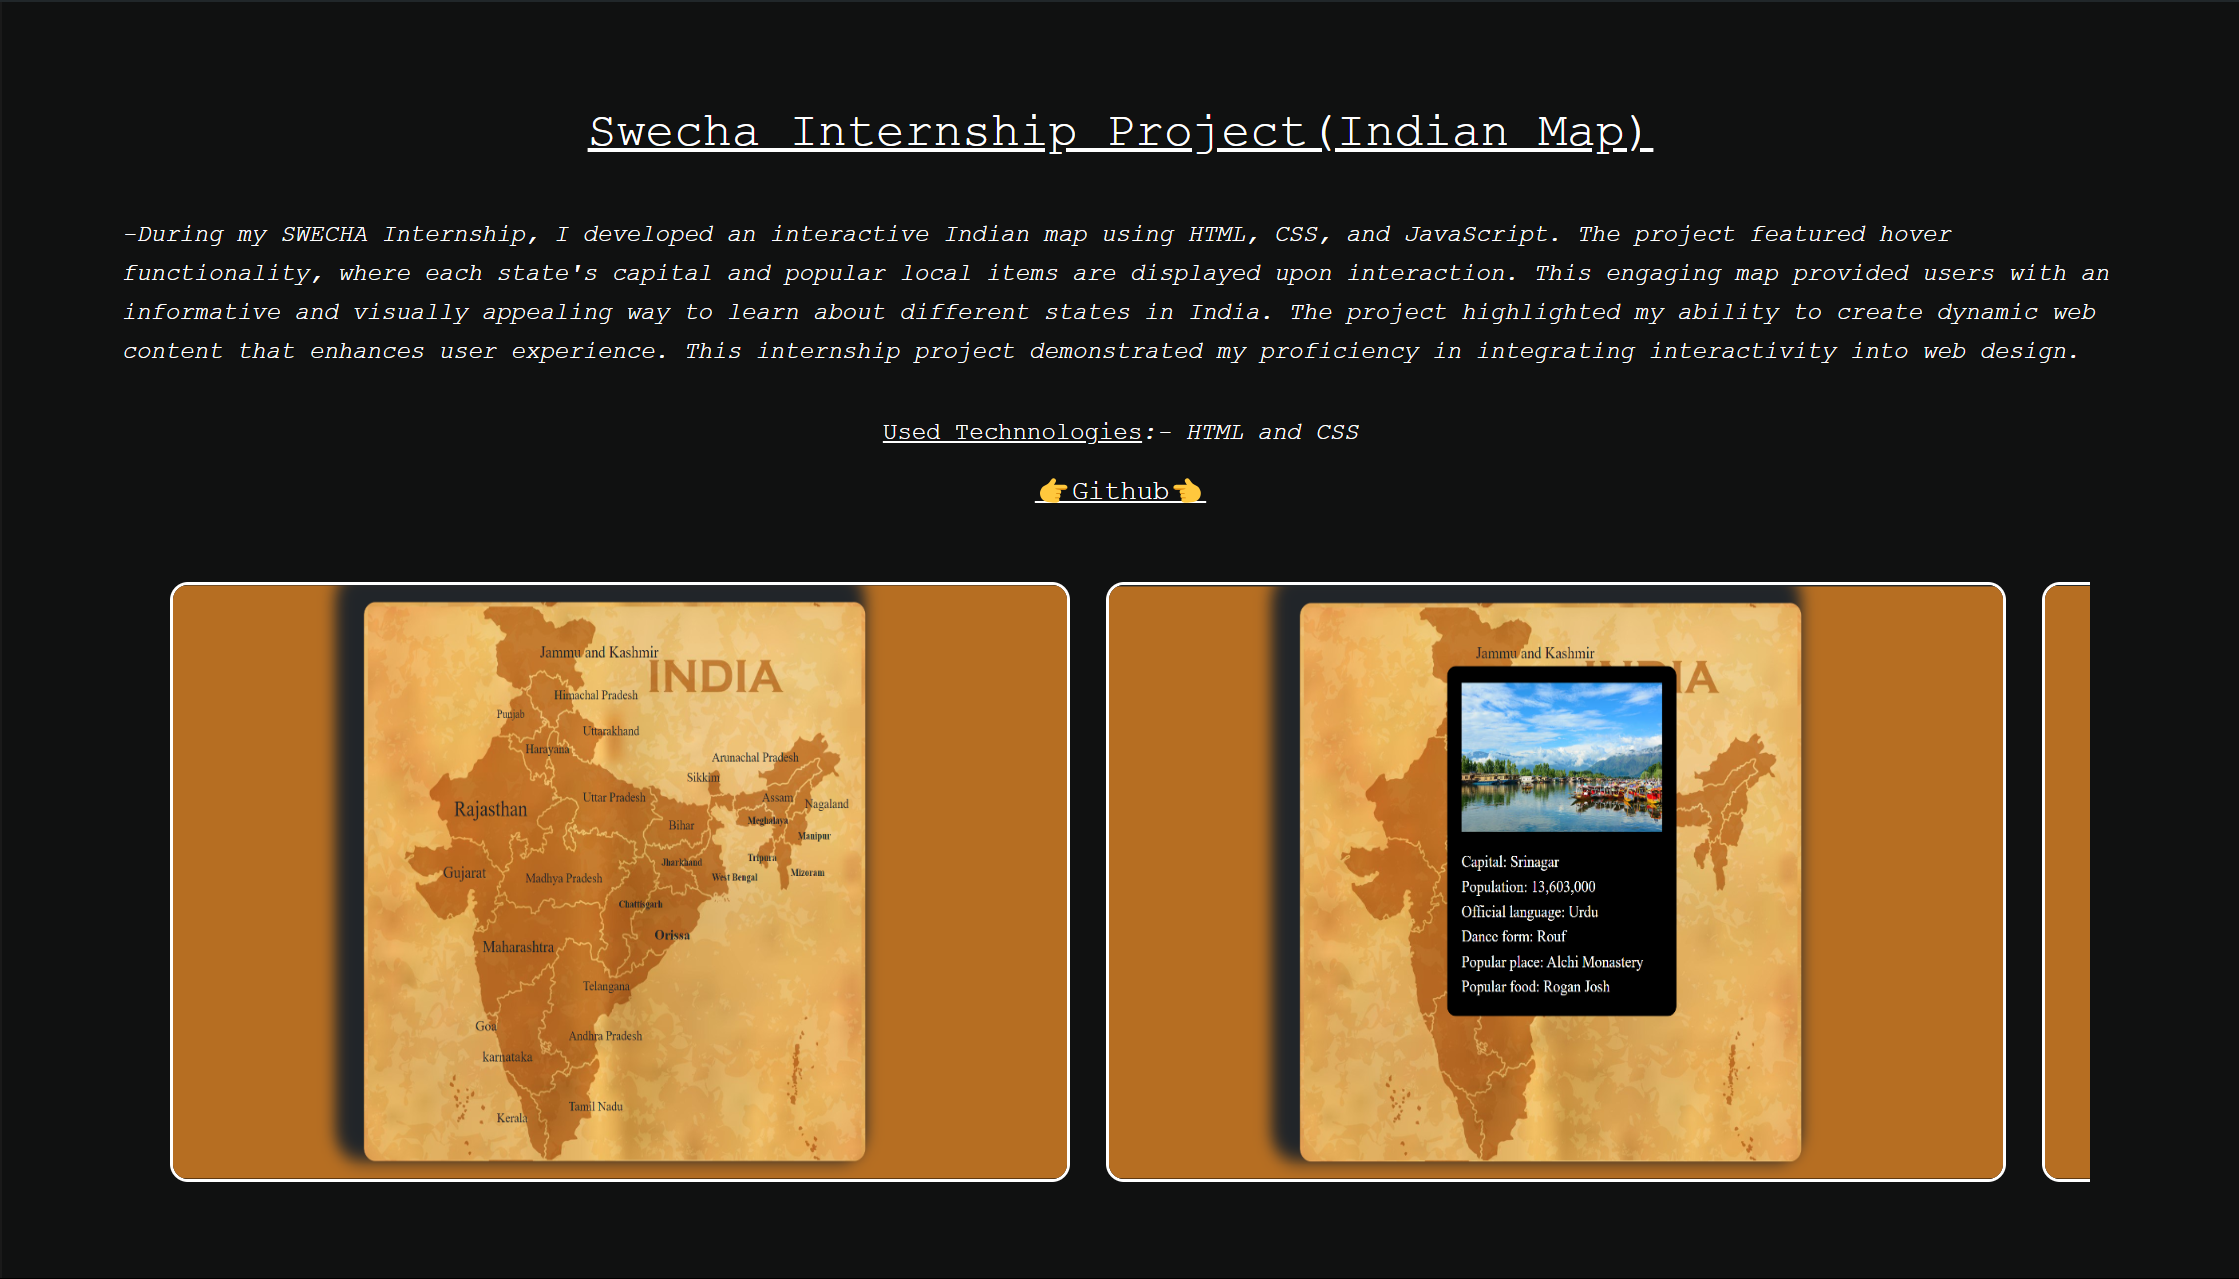 Swecha Internship Project(Indian Map)
-During my SWECHA Internship, I developed an interactive Indian map using HTML, CSS, and JavaScript. The project featured hover
functionality, where each state's capital and popular local items are displayed upon interaction. This engaging map provided users with an
informative and visually appealing way to learn about different states in India. The project highlighted my ability to create dynamic web
content that enhances user experience. This internship project demonstrated my proficiency in integrating interactivity into web design.
Used Technnologies:- HTML and CSS
👉Github👈
Jammu and Kashmir
INDIA
Himachal Pradesh
Punjab
Uttarakhand
Harayana
Arunachal Pradesh
Sikkim
Uttar Pradesh
Assam
Nagaland
Rajasthan
Meghalaya
Bihar
Manipur
Tripura
Jharkhand
Gujarat
Madhya Pradesh
West Bengal
Mizoram
Chattisgarh
Orissa
Maharashtra
Telangana
Goa
Andhra Pradesh
karnataka
Tamil Nadu
Kerala
Jammu and Kashmir
Capital: Srinagar
Population: 13,603,000
Official language: Urdu
Dance form: Rouf
Popular place: Alchi Monastery
Popular food: Rogan Josh